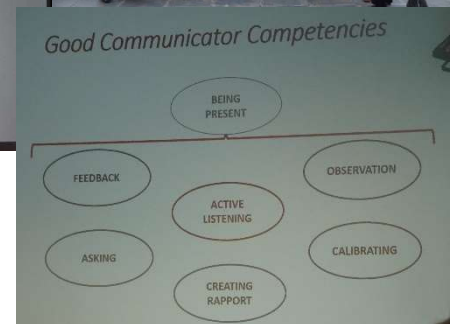 Good Communicator Competencies
BEING
PRESENT
FEEDBACK
OBSERVATION
ACTIVE
LISTENING
ASKING
CALIBRATING
CREATING
RAPPORT